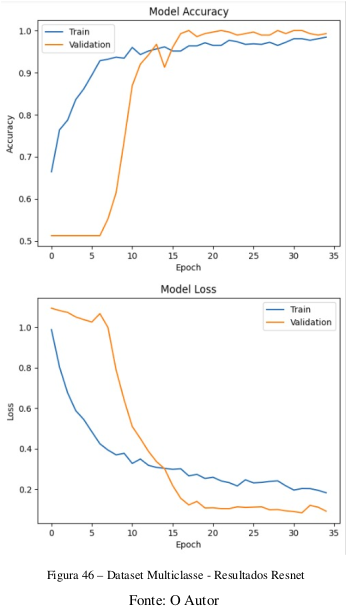 Model Accuracy
1.0
0.9
0.8
0.7
0.6
0.5
Accuracy
Train
Validation
0 5 10 15 20 25 30 35
Epoch
Model Loss
1.0
0.8
0.6
0.4
0.2
Loss
Train
Validation
0 5 10 15 20 25 30 35
Epoch
Figura 46 – Dataset Multiclasse - Resultados Resnet
Fonte: O Autor